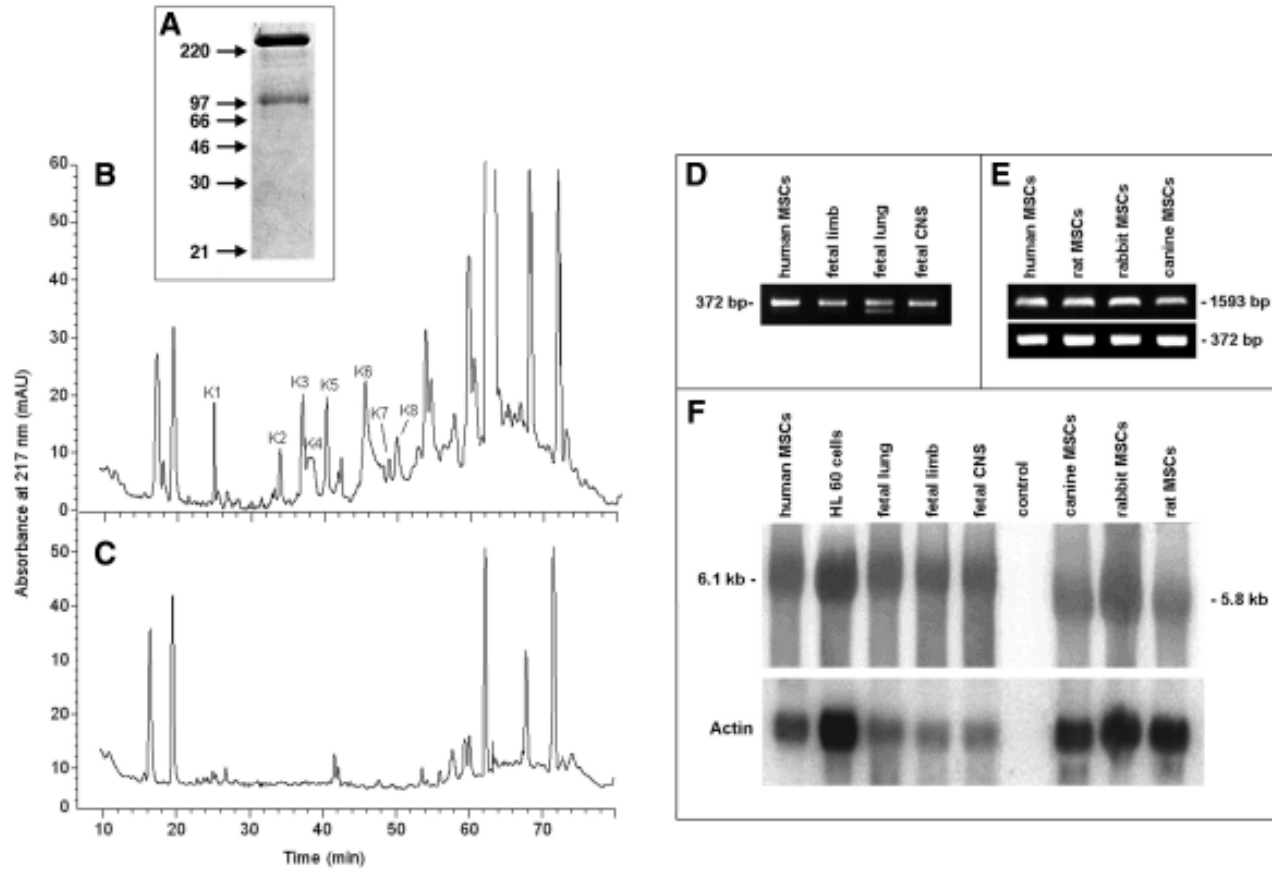 A
220
97
66
46
30
21
B
60
50
40
30
20
10
0
K1
K2
K3
K4
K5
K6
K7
K8
Absorbance at 217 nm (mAU)
C
50
40
50
10
20
10
0
10 20 30 40 50 60 70
Time (min)
D
human MSCs
fetal limb
fetal lung
fetal CNS
372 bp-
E
human MSCs
rat MSCs
rabbit MSCs
canine MSCs
- 1593 bp
- 372 bp
F
human MSCs
HL 60 cells
fetal lung
fetal limb
fetal CNS
control
canine MSCs
rabbit MSCs
rat MSCs
6.1 kb -
- 5.8 kb
Actin